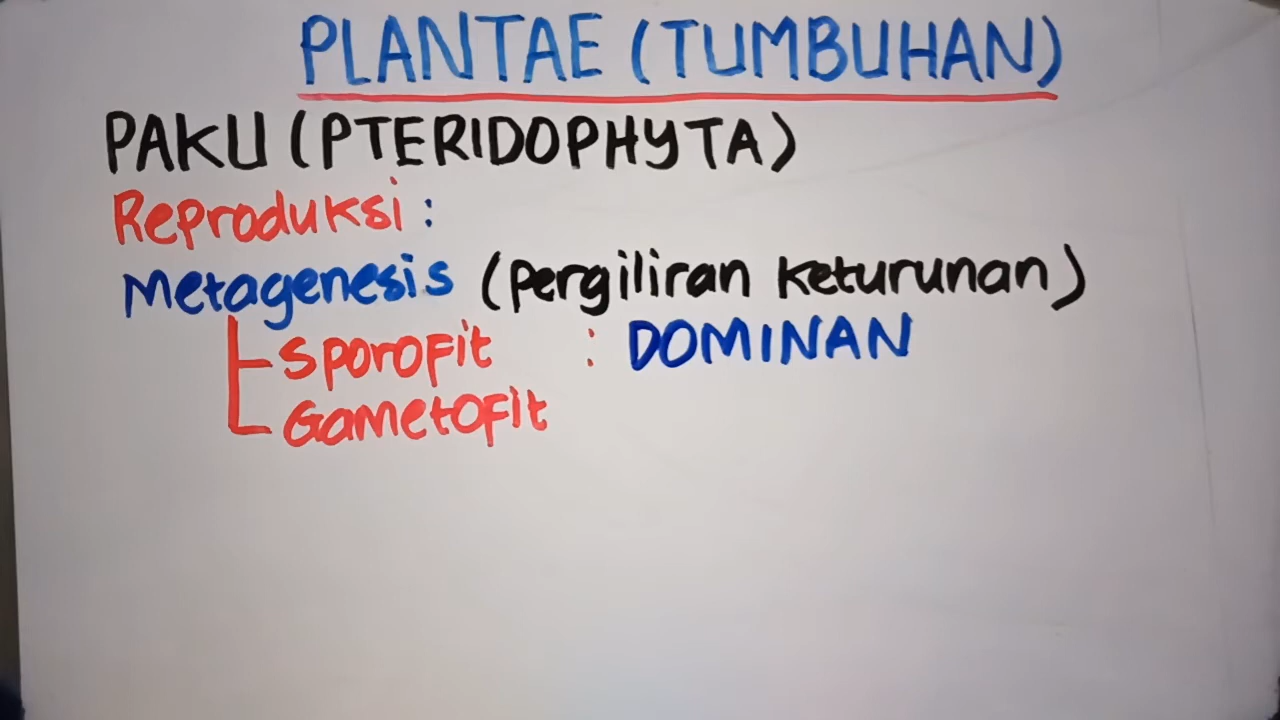 PLANTAE (TUMBUHAN)
PAKU (PTERIDOPHYTA)
Reproduksi :
Metagenesis (pergiliran keturunan)
Sporofit : DOMINAN
Gametofit